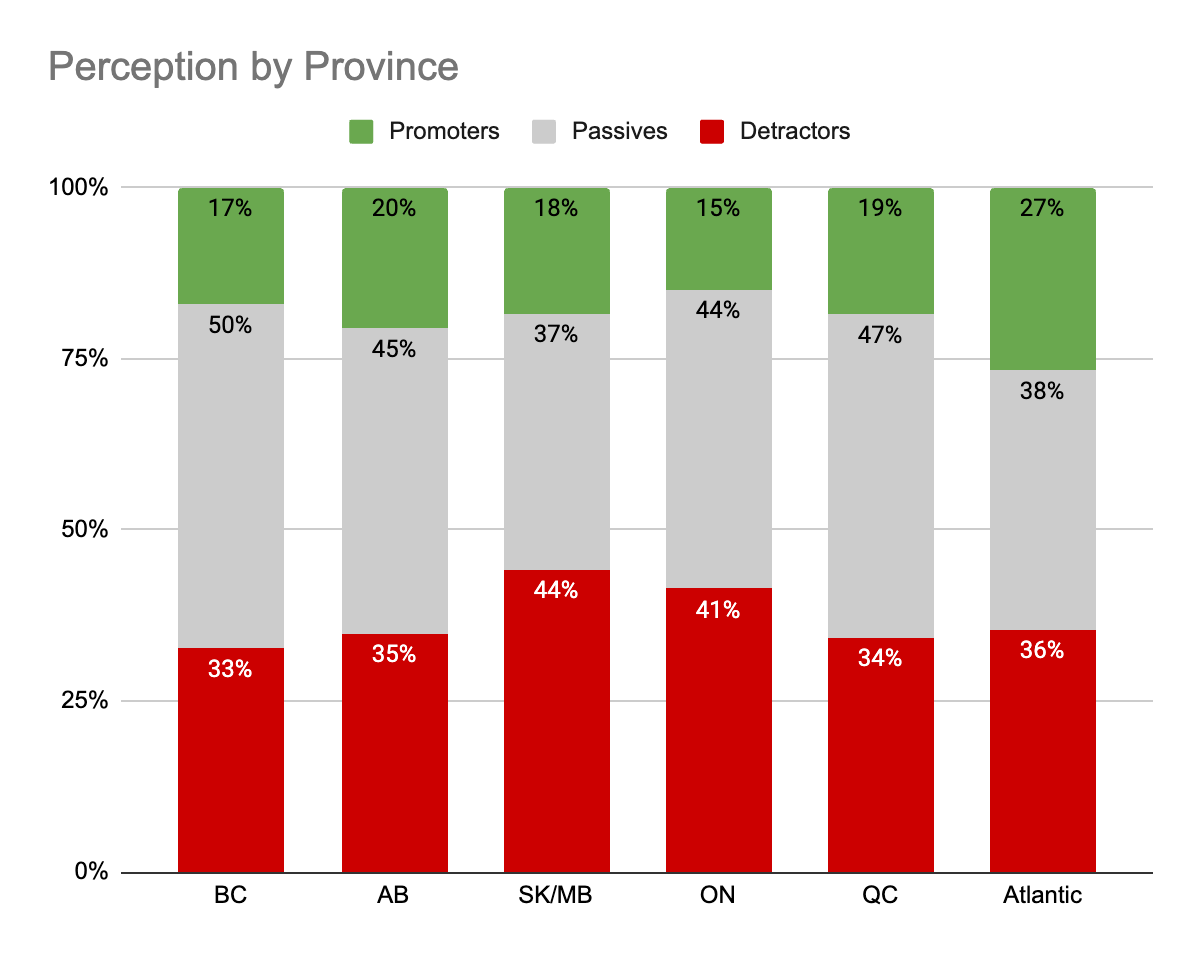 Perception by Province
Promoters Passives Detractors
100%
17% 20% 18% 15% 19% 27%
50% 45% 37% 44% 47% 38%
75%
50%
44% 41%
33% 35% 34% 36%
25%
0%
BC AB SK/MB ON QC Atlantic